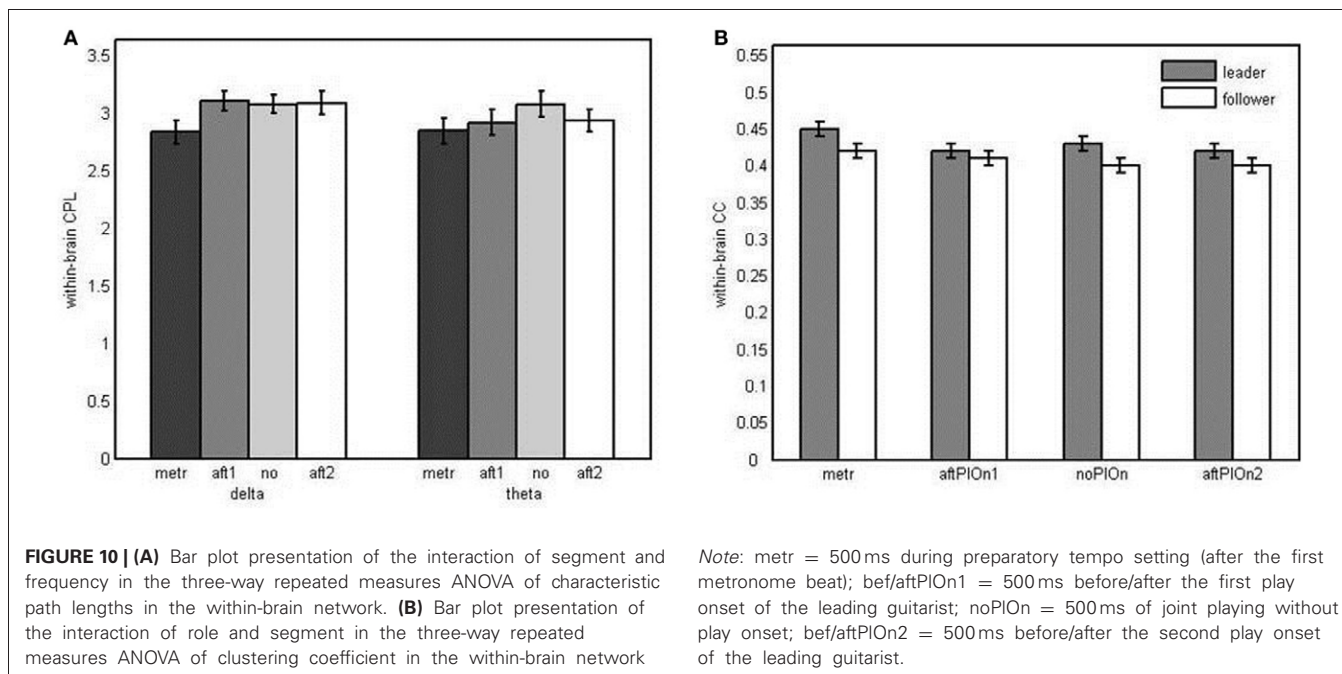 A
3.5
3
2.5
2
1.5
1
0.5
0
within-brain CPL
metr aft1 no aft2 metr aft1 no aft2
delta theta
B
0.55
0.5
0.45
0.4
0.35
0.3
0.25
0.2
0.15
0.1
0.05
0
within-brain CC
leader
follower
metr aftPlOn1 noPlOn aftPlOn2
FIGURE 10 | (A) Bar plot presentation of the interaction of segment and
frequency in the three-way repeated measures ANOVA of characteristic
path lengths in the within-brain network. (B) Bar plot presentation of
the interaction of role and segment in the three-way repeated
measures ANOVA of clustering coefficient in the within-brain network
Note: metr = 500 ms during preparatory tempo setting (after the first
metronome beat); bef/aftPlOn1 = 500 ms before/after the first play
onset of the leading guitarist; noPlOn = 500 ms of joint playing without
play onset; bef/aftPlOn2 = 500 ms before/after the second play onset
of the leading guitarist.